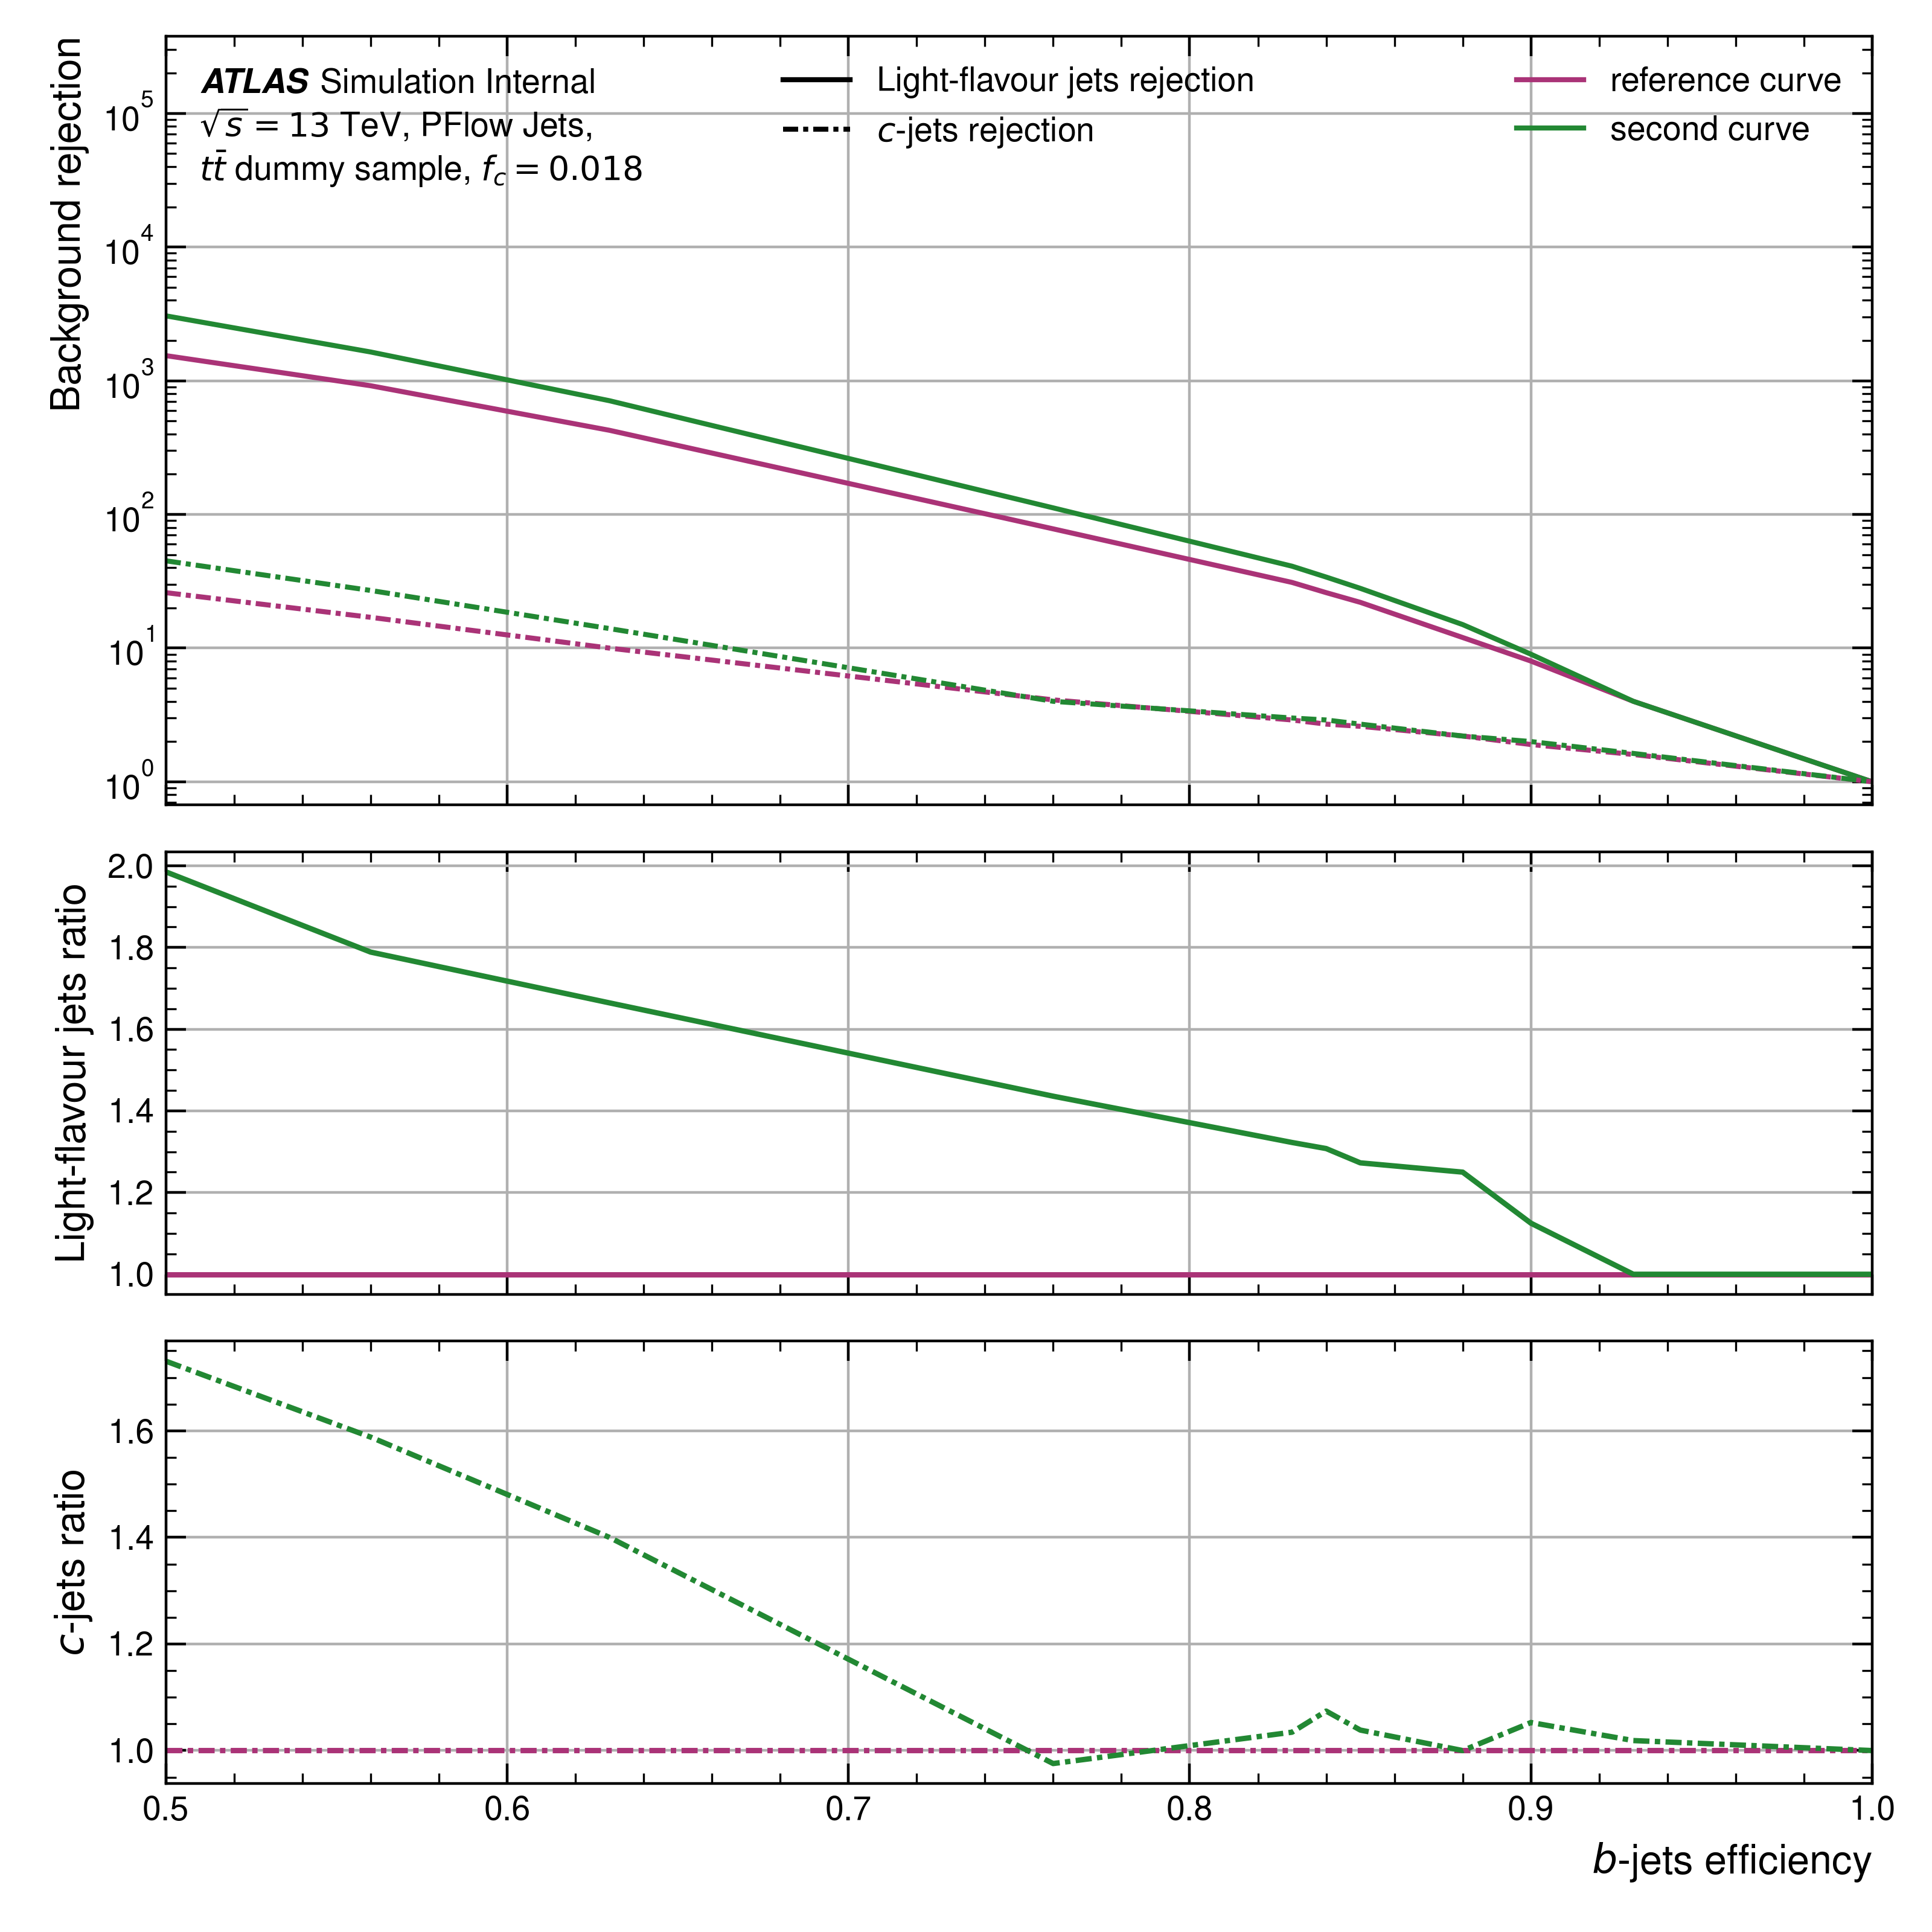 ATLAS Simulation Internal
√s = 13 TeV, PFlow Jets,
tt̄ dummy sample, f_c = 0.018
Light-flavour jets rejection
c-jets rejection
reference curve
second curve
Background rejection
10^5
10^4
10^3
10^2
10^1
10^0
Light-flavour jets ratio
2.0
1.8
1.6
1.4
1.2
1.0
c-jets ratio
1.6
1.4
1.2
1.0
0.5 0.6 0.7 0.8 0.9 1.0
b-jets efficiency